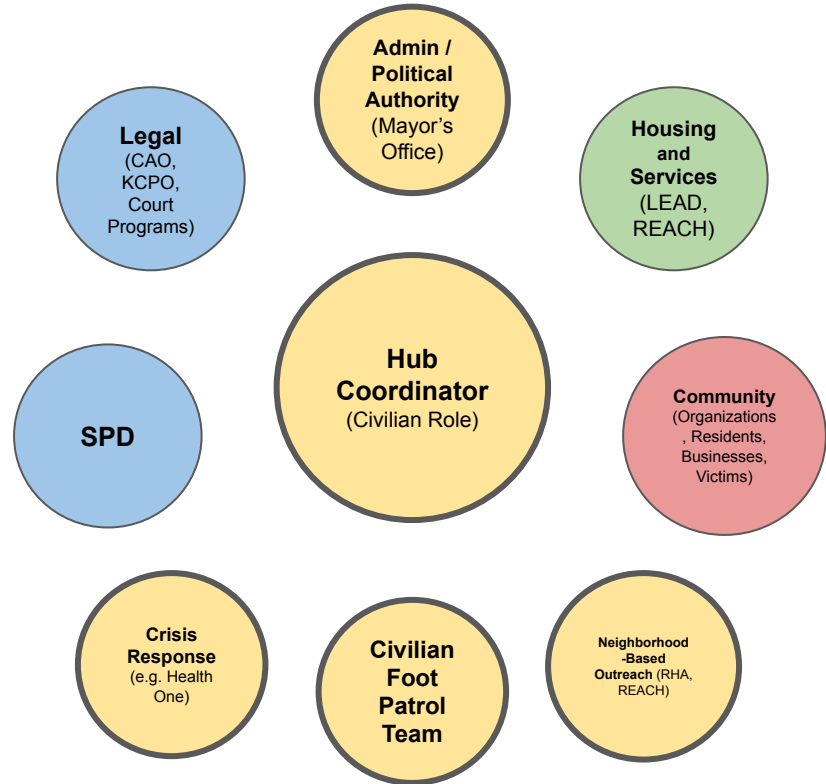 Admin /
Political
Authority
(Mayor's
Office)
Legal
(CAO,
KCPO,
Court
Programs)
Housing
and
Services
(LEAD,
REACH)
Hub
Coordinator
(Civilian Role)
SPD
Community
(Organizations
, Residents,
Businesses,
Victims)
Crisis
Response
(e.g. Health
One)
Civilian
Foot
Patrol
Team
Neighborhood
-Based
Outreach (RHA,
REACH)